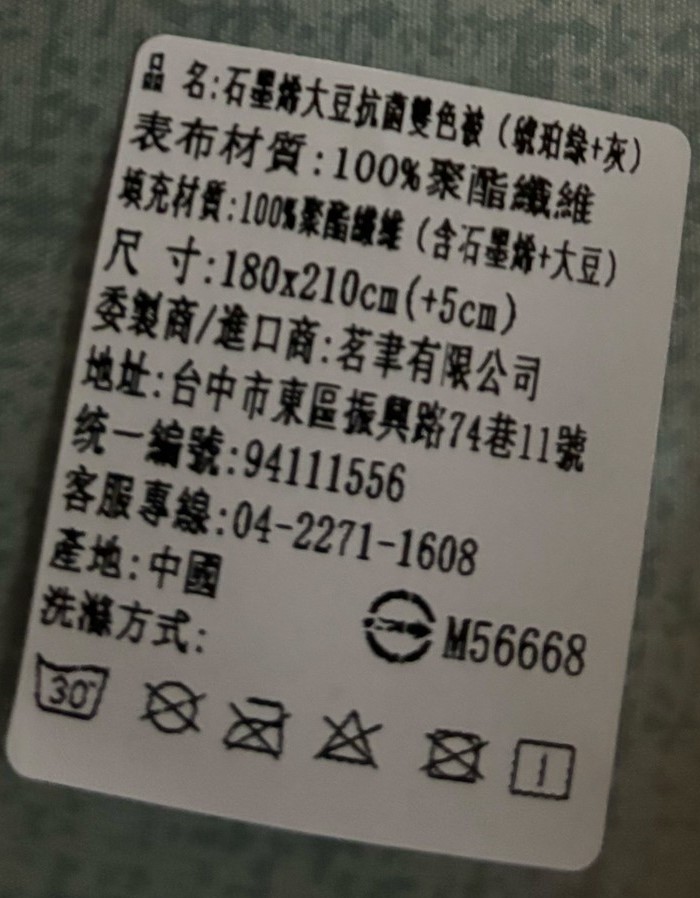 品 名:石墨烯大豆抗菌雙色被(琥珀綠+灰)
表布材質:100%聚酯纖維
填充材質:100%聚酯纖維(含石墨烯+大豆)
尺 寸:180x210cm(+5cm)
委製商/進口商:茗聿有限公司
地址:台中市東區振興路74巷11號
统一編號:94111556
客服專線:04-2271-1608
產地:中國
洗滌方式:
M56668
30°